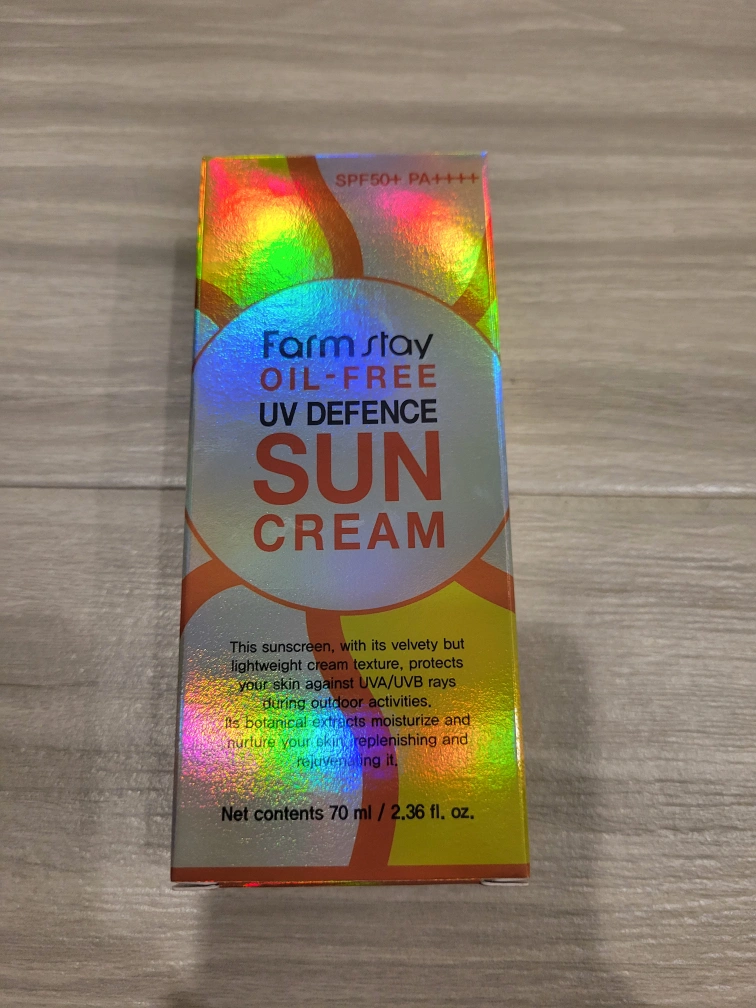 SPF50+ PA++++
Farm stay
OIL-FREE
UV DEFENCE
SUN
CREAM
This sunscreen, with its velvety but
lightweight cream texture, protects
your skin against UVA/UVB rays
during outdoor activities.
Its botanical extracts moisturize and
nurture your skin, replenishing and
rejuvenating it.
Net contents 70 ml / 2.36 fl. oz.